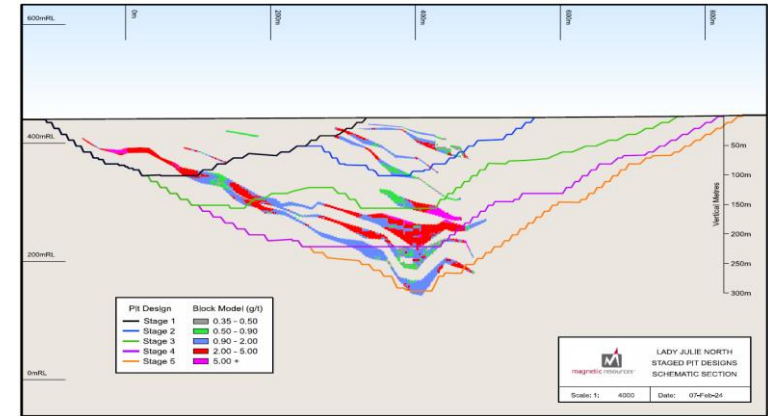 600mRL
0m
200m
400m
600m
800m
400mRL
50m
100m
150m
200m
250m
300m
Vertical Metres
200mRL
0mRL
Pit Design
Stage 1
Stage 2
Stage 3
Stage 4
Stage 5
Block Model (g/t)
0.35 - 0.50
0.50 - 0.90
0.90 - 2.00
2.00 - 5.00
5.00 +
magnetic resources
LADY JULIE NORTH
STAGED PIT DESIGNS
SCHEMATIC SECTION
Scale: 1: 4000
Date: 07-Feb-24